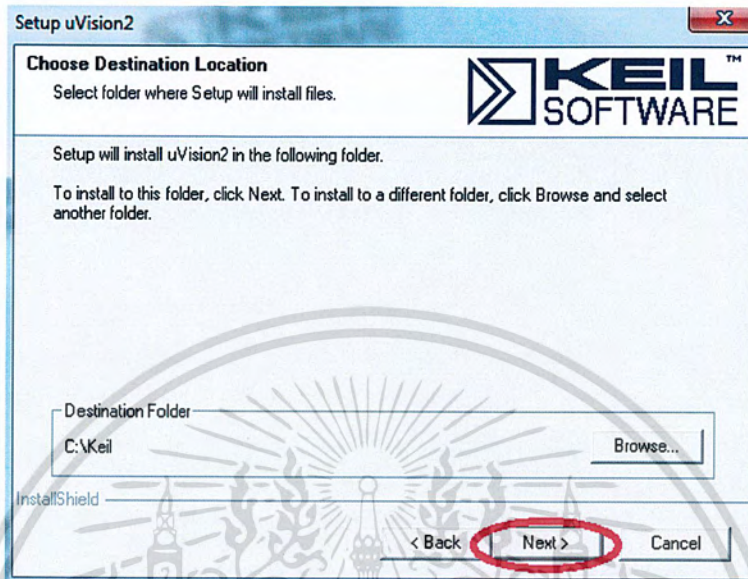 Setup uVision2
Choose Destination Location
Select folder where Setup will install files.
KEIL™
SOFTWARE
Setup will install uVision2 in the following folder.
To install to this folder, click Next. To install to a different folder, click Browse and select
another folder.
Destination Folder
C:\Keil
Browse...
InstallShield
< Back
Next >
Cancel